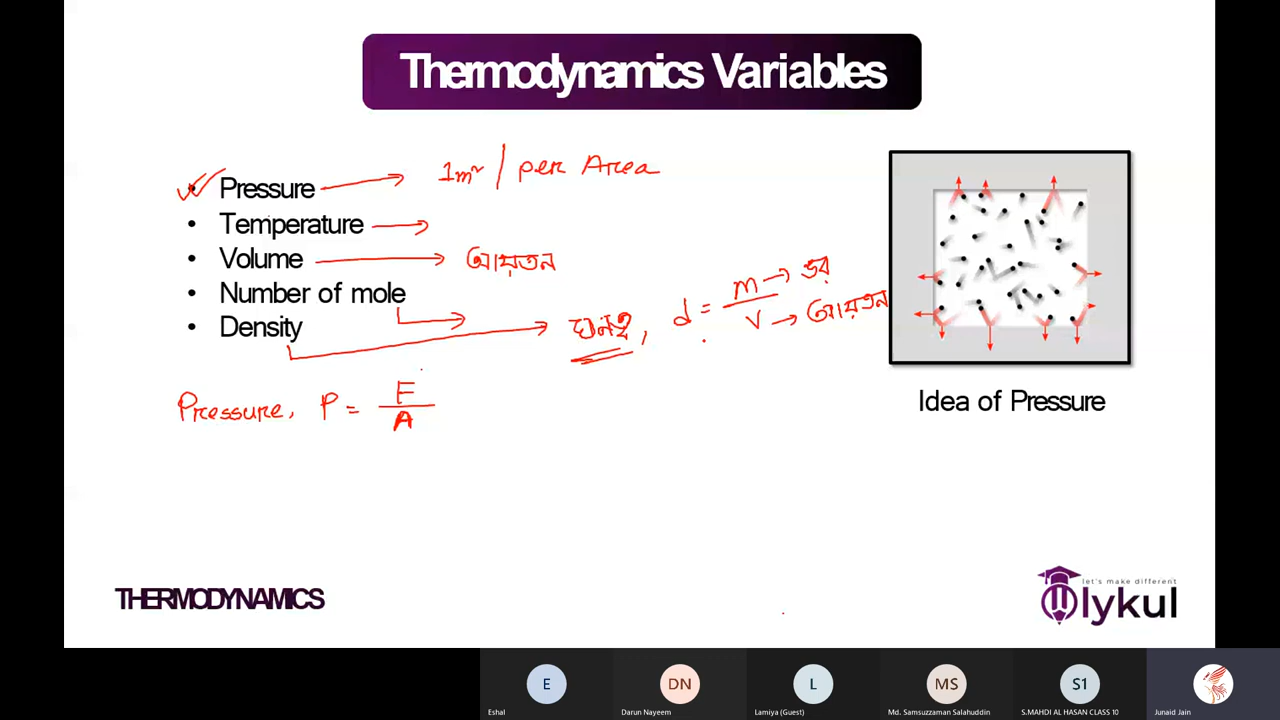 Thermodynamics Variables
1m² / per Area
• Pressure →
• Temperature →
• Volume → আয়তন
• Number of mole →
• Density → ঘনত্ব, d = m/v
m → ভর
v → আয়তন
Pressure, P = F/A
Idea of Pressure
THERMODYNAMICS
let's make different
lykul
E
DN
L
MS
S1
Eshal
Darun Nayeem
Lamiya (Guest)
Md. Samsuzzaman Salahuddin
S.MAHDI AL HASAN CLASS 10
Junaid Jain